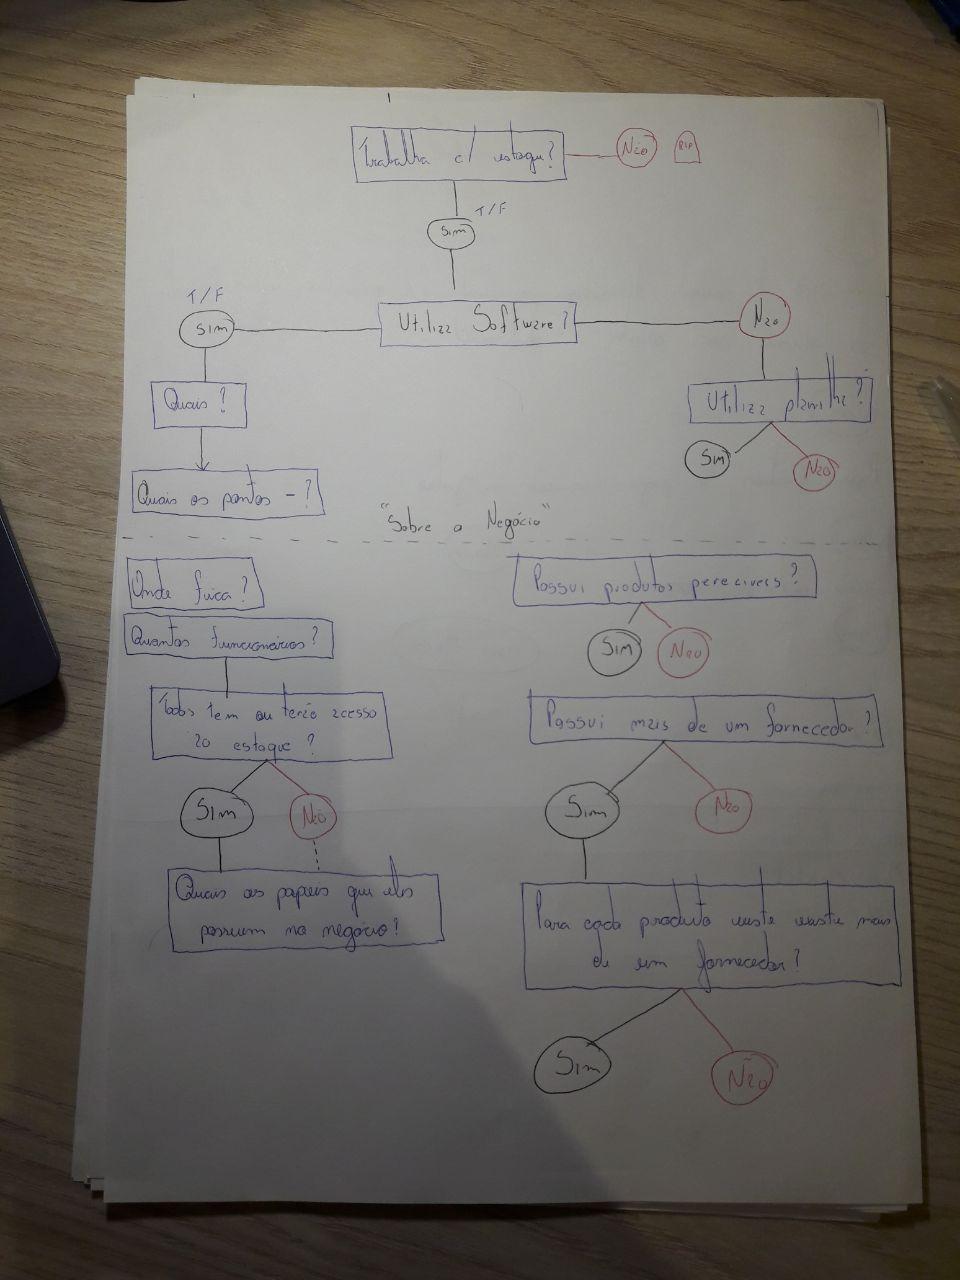 Trabalha c/ estoque?
Não
RIP
T/F
Sim
T/F
Sim
Utiliza Software?
Não
Quais?
Utiliza planilha?
Sim
Não
Quais os pontos - ?
"Sobre o Negócio"
Onde fica?
Possui produtos pereciveis?
Quantos funcionários?
Sim
Não
Todos tem ou terão acesso
ao estoque?
Possui mais de um fornecedor?
Sim
Não
Sim
Não
Quais os papeis que eles
possuem no negócio?
Para cada produto existe existe mais
de um fornecedor?
Sim
Não